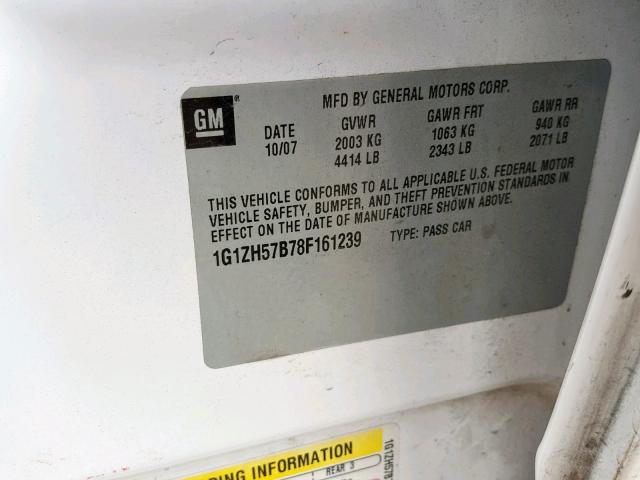 MFD BY GENERAL MOTORS CORP.
GM ®
DATE GVWR GAWR FRT GAWR RR
10/07 2003 KG 1063 KG 940 KG
4414 LB 2343 LB 2071 LB
THIS VEHICLE CONFORMS TO ALL APPLICABLE U.S. FEDERAL MOTOR
VEHICLE SAFETY, BUMPER, AND THEFT PREVENTION STANDARDS IN
EFFECT ON THE DATE OF MANUFACTURE SHOWN ABOVE.
1G1ZH57B78F161239 TYPE: PASS CAR
DING INFORMATION
REAR 3
1G1ZH57B